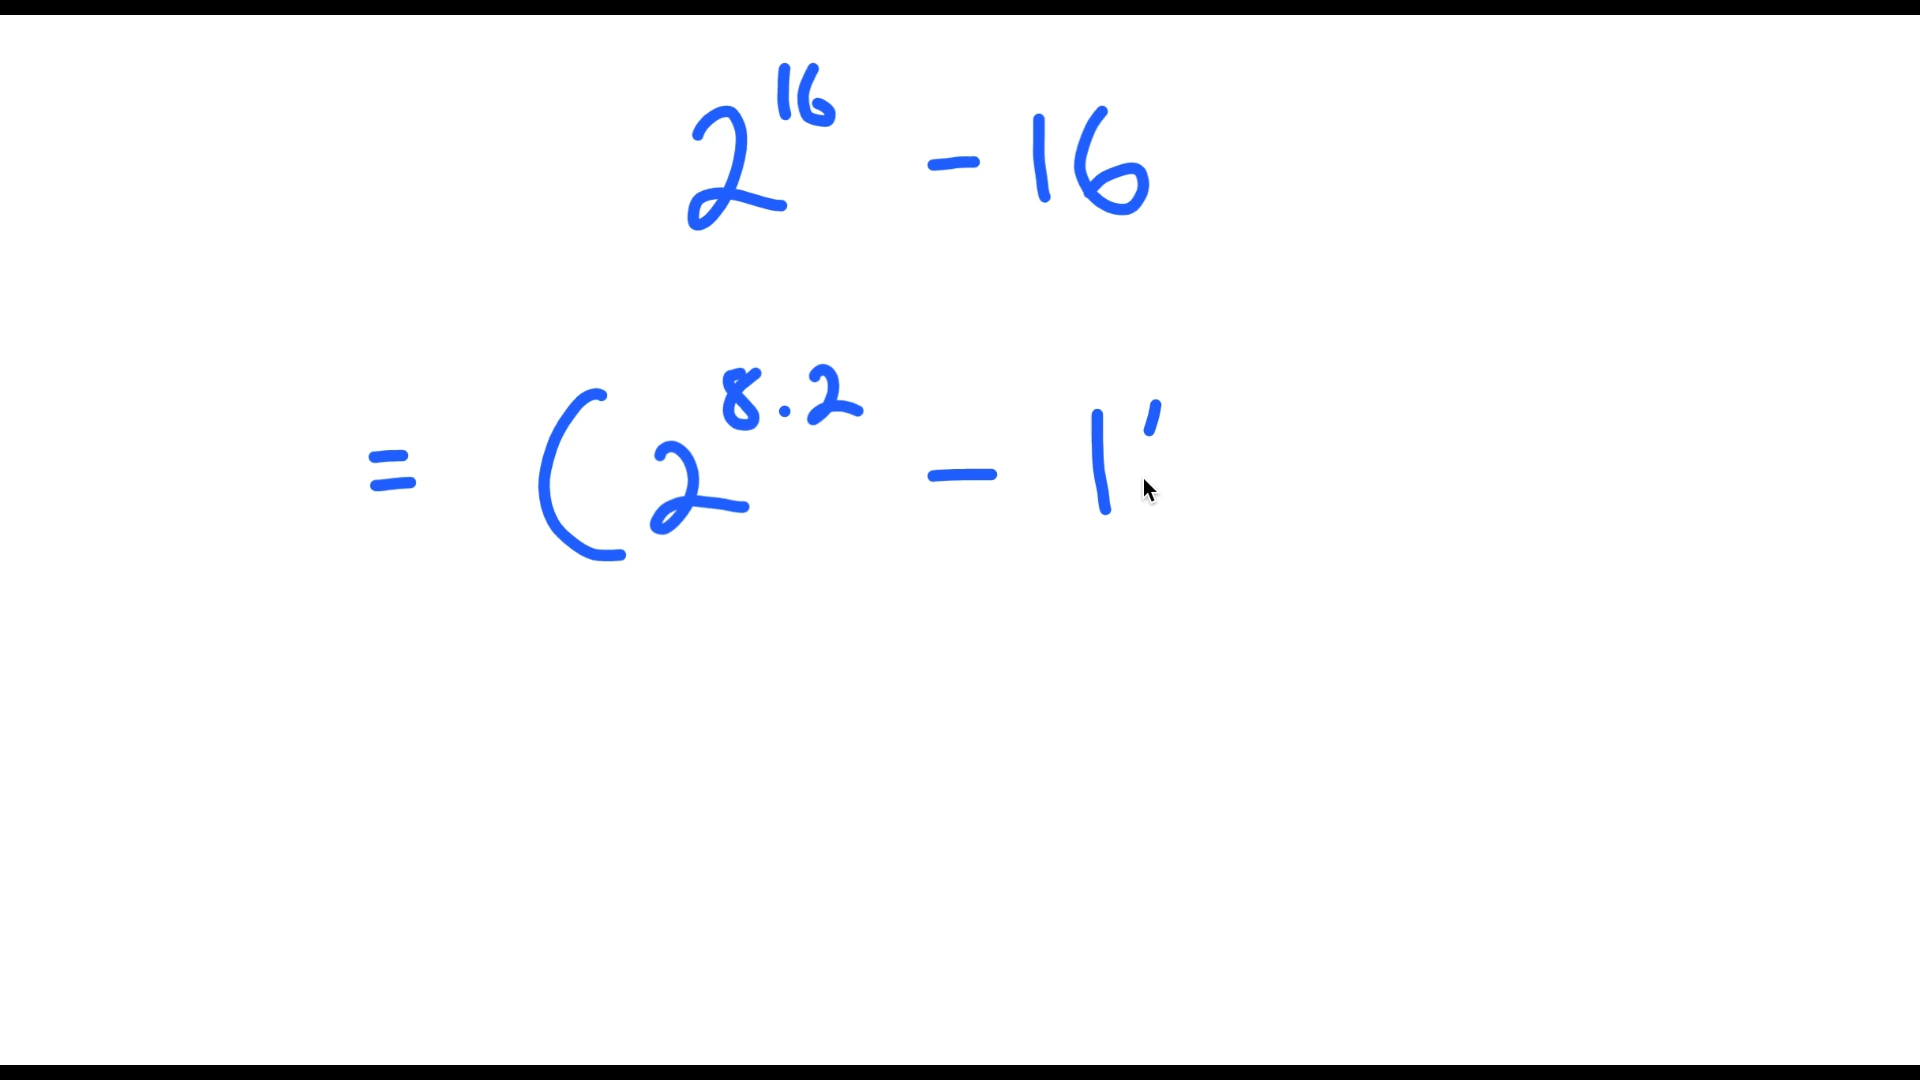 2^16 - 16
= (2^8.2 - 1'